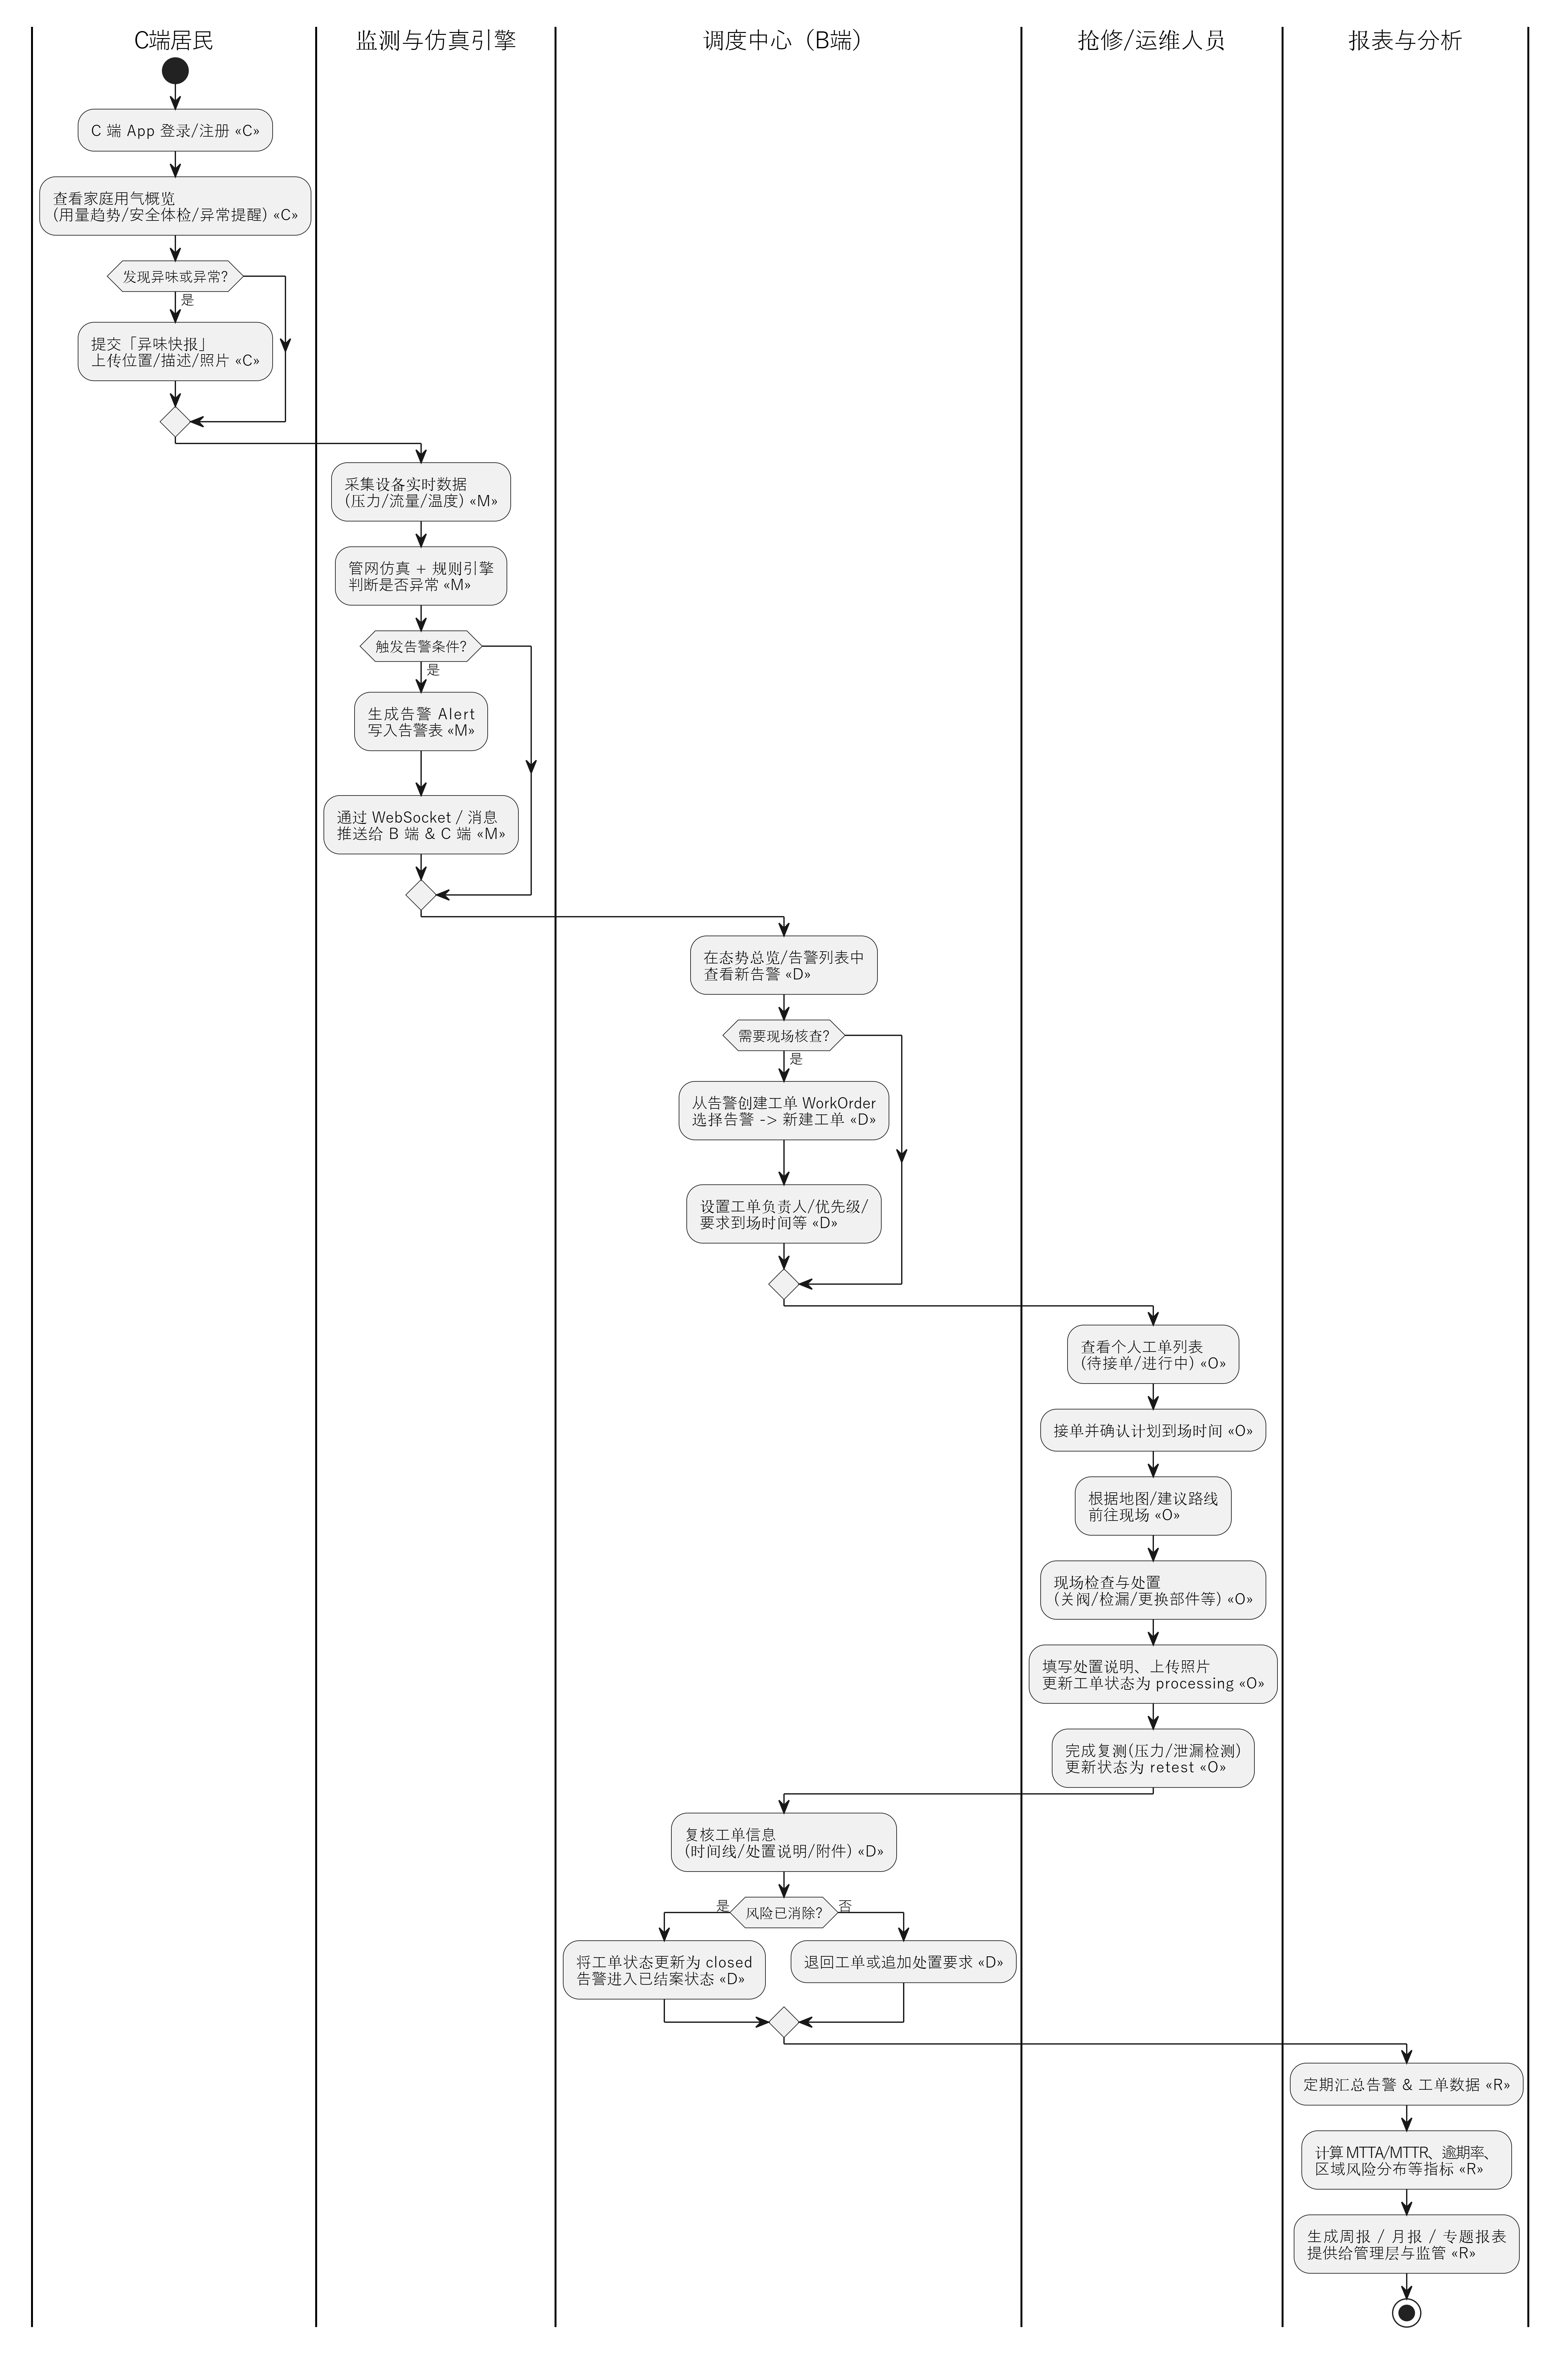 C端居民
监测与仿真引擎
调度中心（B端）
抢修/运维人员
报表与分析
C 端 App 登录/注册 «C»
查看家庭用气概览
(用量趋势/安全体检/异常提醒) «C»
发现异味或异常?
是
提交「异味快报」
上传位置/描述/照片 «C»
采集设备实时数据
(压力/流量/温度) «M»
管网仿真 + 规则引擎
判断是否异常 «M»
触发告警条件?
是
生成告警 Alert
写入告警表 «M»
通过 WebSocket / 消息
推送给 B 端 & C 端 «M»
在态势总览/告警列表中
查看新告警 «D»
需要现场核查?
是
从告警创建工单 WorkOrder
选择告警 -> 新建工单 «D»
设置工单负责人/优先级/
要求到场时间等 «D»
查看个人工单列表
(待接单/进行中) «O»
接单并确认计划到场时间 «O»
根据地图/建议路线
前往现场 «O»
现场检查与处置
(关阀/检漏/更换部件等) «O»
填写处置说明、上传照片
更新工单状态为 processing «O»
完成复测(压力/泄漏检测)
更新状态为 retest «O»
复核工单信息
(时间线/处置说明/附件) «D»
是
风险已消除?
否
将工单状态更新为 closed
告警进入已结案状态 «D»
退回工单或追加处置要求 «D»
定期汇总告警 & 工单数据 «R»
计算 MTTA/MTTR、逾期率、
区域风险分布等指标 «R»
生成周报 / 月报 / 专题报表
提供给管理层与监管 «R»